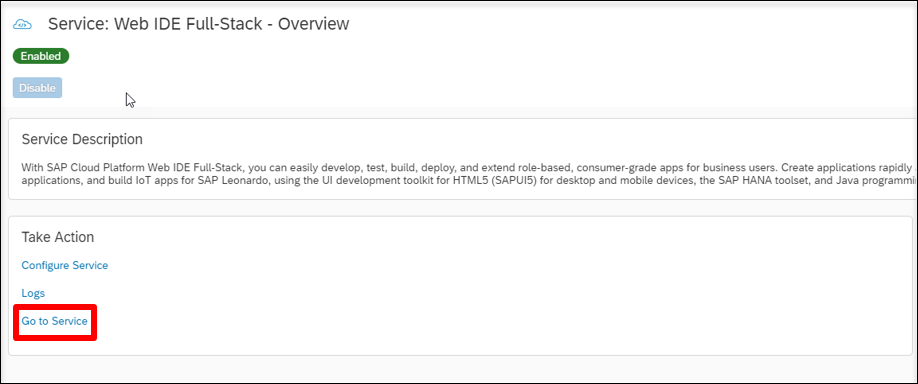 Service: Web IDE Full-Stack - Overview
Enabled
Disable
Service Description
With SAP Cloud Platform Web IDE Full-Stack, you can easily develop, test, build, deploy, and extend role-based, consumer-grade apps for business users. Create applications rapidly
applications, and build IoT apps for SAP Leonardo, using the UI development toolkit for HTML5 (SAPUI5) for desktop and mobile devices, the SAP HANA toolset, and Java programmi
Take Action
Configure Service
Logs
Go to Service